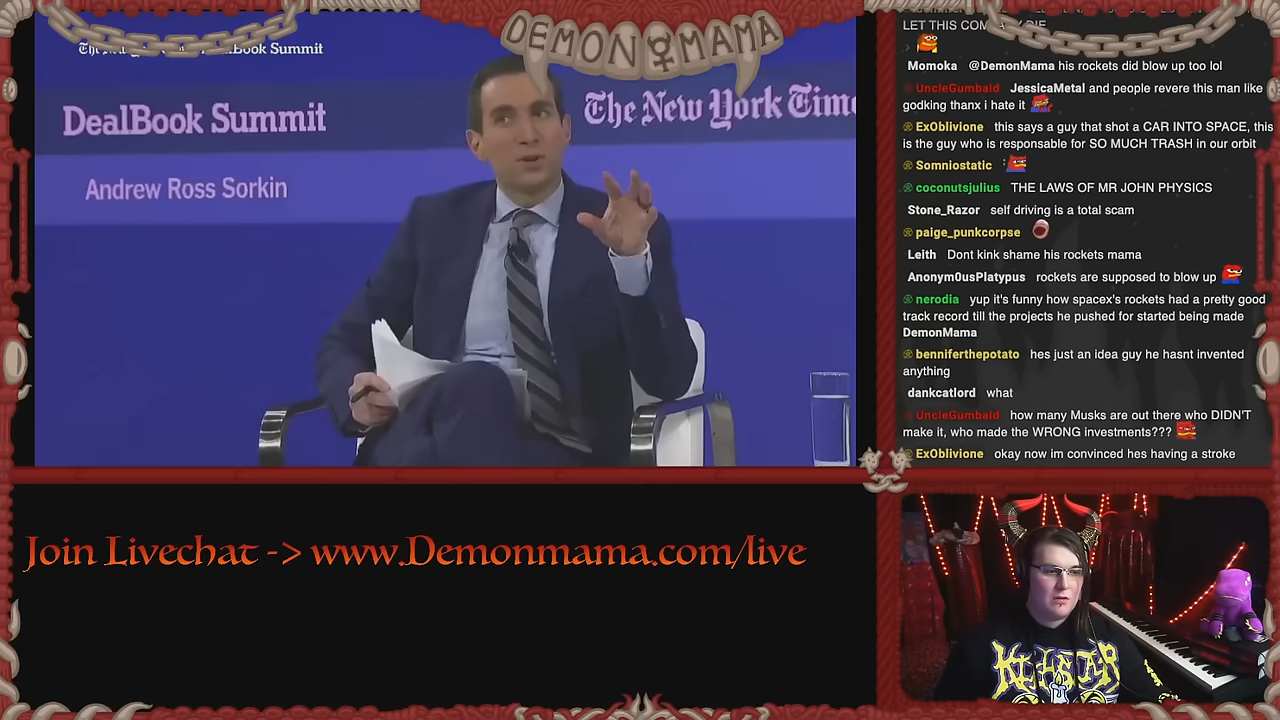 DEMON MAMA
The New York Times DealBook Summit
DealBook Summit
The New York Time
Andrew Ross Sorkin
LET THIS COMPANY DIE
Momoka @DemonMama his rockets did blow up too lol
UncleGumbald JessicaMetal and people revere this man like
godking thanx i hate it
ExOblivione this says a guy that shot a CAR INTO SPACE, this
is the guy who is responsible for SO MUCH TRASH in our orbit
Somniostatic
coconutsjulius THE LAWS OF MR JOHN PHYSICS
Stone_Razor self driving is a total scam
paige_punkcorpse
Leith Dont kink shame his rockets mama
Anonym0usPlatypus rockets are supposed to blow up
nerodia yup it's funny how spacex's rockets had a pretty good
track record till the projects he pushed for started being made
DemonMama
benniferthepotato hes just an idea guy he hasnt invented
anything
dankcatlord what
UncleGumbald how many Musks are out there who DIDN'T
make it, who made the WRONG investments???
ExOblivione okay now im convinced hes having a stroke
Join Livechat -> www.Demonmama.com/live